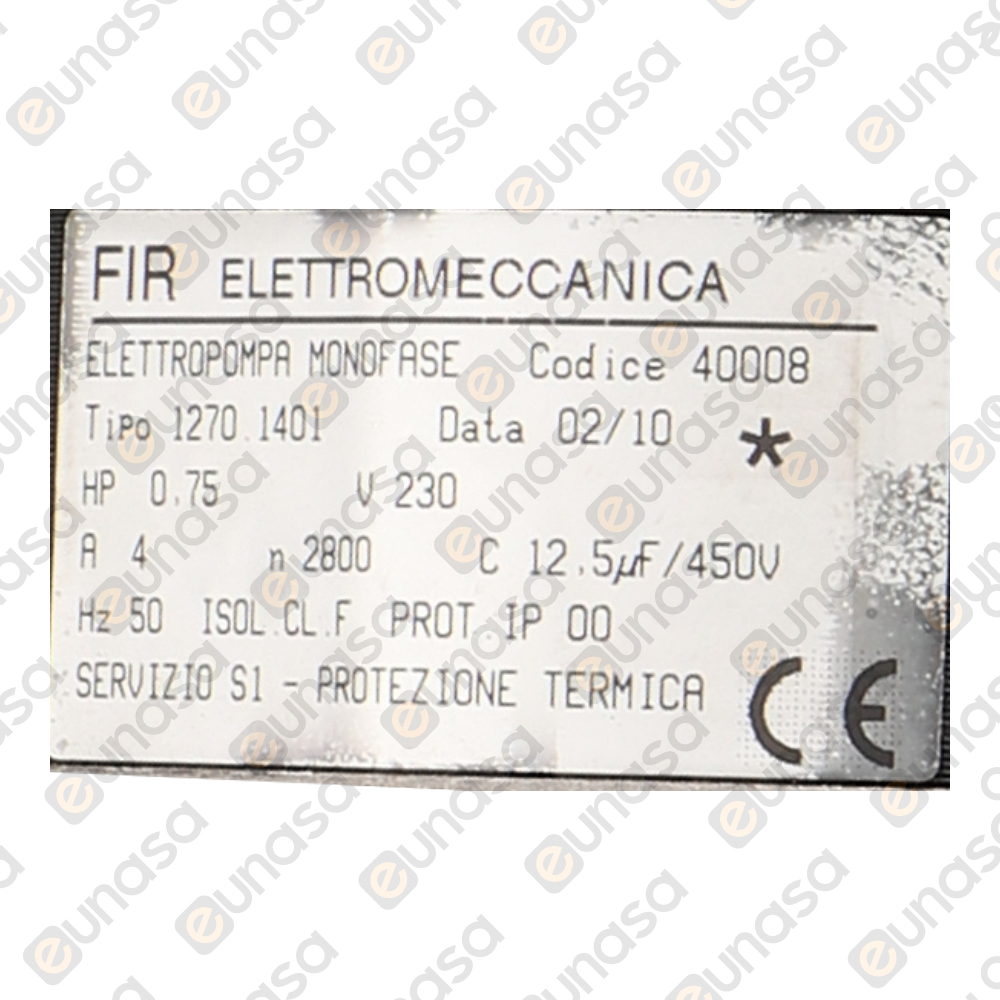 FIR ELETTROMECCANICA
ELETTROPOMPA MONOFASE Codice 40008
Tipo 1270.1401 Data 02/10 *
HP 0.75 V 230
A 4 n 2800 C 12.5µF/450V
Hz 50 ISOL.CL.F PROT.IP 00
SERVIZIO S1 - PROTEZIONE TERMICA CE
eunasa